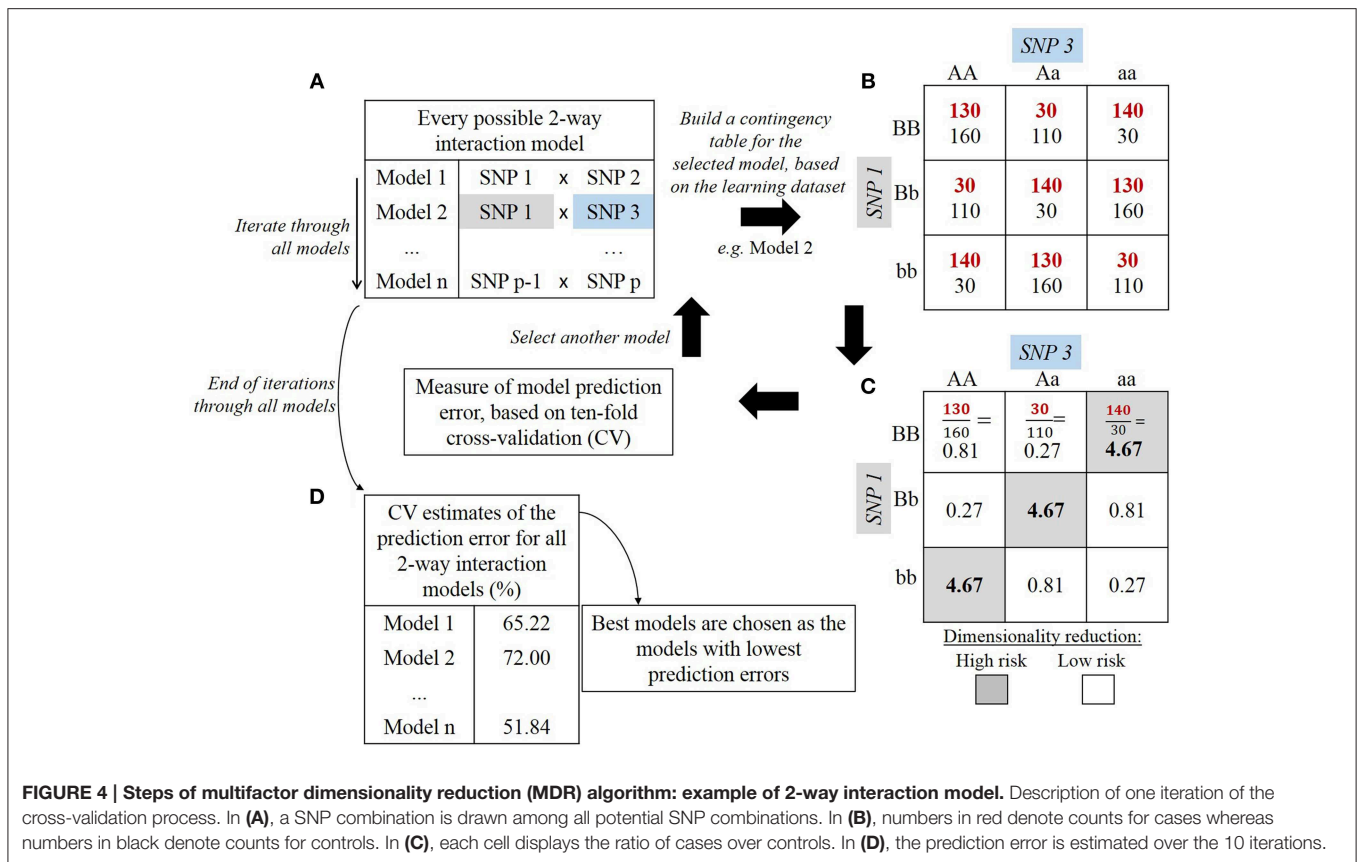 A
Every possible 2-way
interaction model
Model 1 SNP 1 x SNP 2
Model 2 SNP 1 x SNP 3
... ...
Model n SNP p-1 x SNP p
Iterate through
all models
Build a contingency
table for the
selected model, based
on the learning dataset
e.g. Model 2
B
SNP 3
AA Aa aa
SNP 1
BB
130 30 140
160 110 30
Bb
30 140 130
110 30 160
bb
140 130 30
30 160 110
C
SNP 3
AA Aa aa
SNP 1
BB
130 30 140
160 = 110 = 30 =
0.81 0.27 4.67
Bb 0.27 4.67 0.81
bb 4.67 0.81 0.27
Dimensionality reduction:
High risk Low risk
Measure of model prediction
error, based on ten-fold
cross-validation (CV)
Select another model
End of iterations
through all models
D
CV estimates of the
prediction error for all
2-way interaction
models (%)
Model 1 65.22
Model 2 72.00
...
Model n 51.84
Best models are chosen as the
models with lowest
prediction errors
FIGURE 4 | Steps of multifactor dimensionality reduction (MDR) algorithm: example of 2-way interaction model. Description of one iteration of the
cross-validation process. In (A), a SNP combination is drawn among all potential SNP combinations. In (B), numbers in red denote counts for cases whereas
numbers in black denote counts for controls. In (C), each cell displays the ratio of cases over controls. In (D), the prediction error is estimated over the 10 iterations.